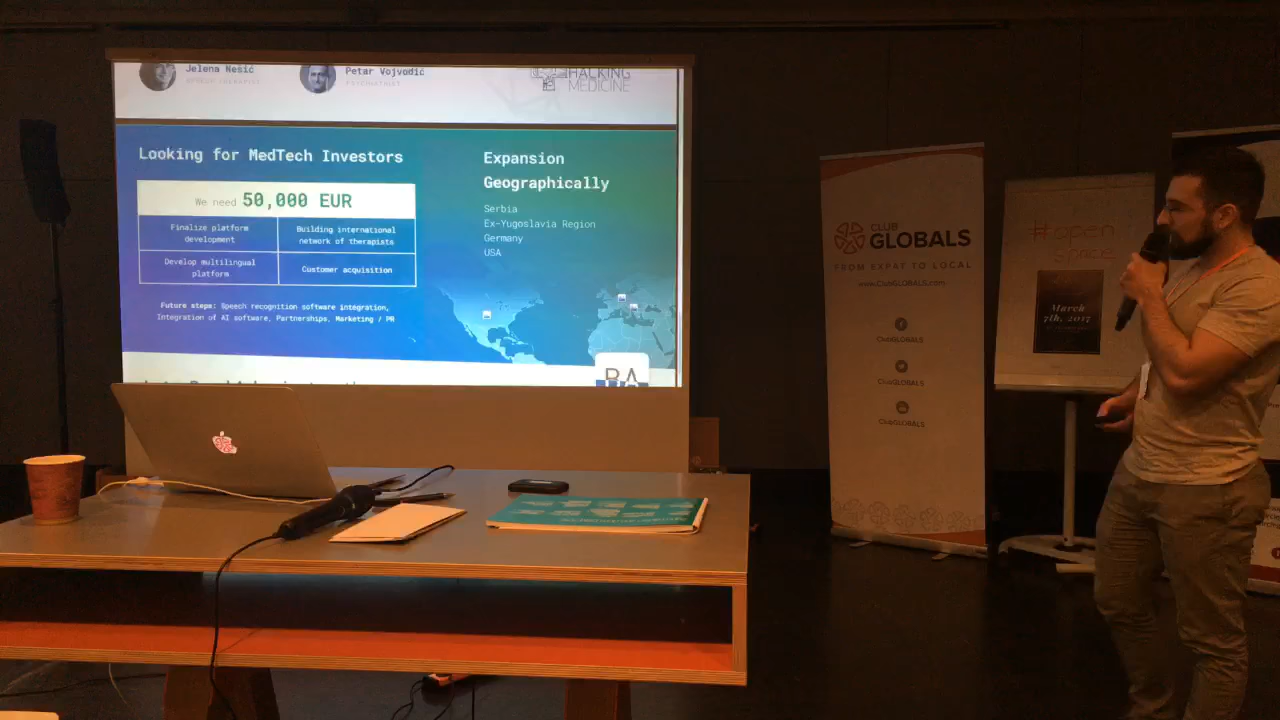 Jelena Nešić
Petar Vojvodić
HACKING
MEDICINE
Looking for MedTech Investors
We need 50,000 EUR
Finalize platform
development
Building international
network of therapists
Develop multilingual
platform
Customer acquisition
Future steps: Speech recognition software integration,
Integration of AI software, Partnerships, Marketing / PR
Expansion
Geographically
Serbia
Ex-Yugoslavia Region
Germany
USA
CLUB
GLOBALS
FROM EXPAT TO LOCAL
www.ClubGLOBALS.com
ClubGLOBALS
ClubGLOBALS
ClubGLOBALS
#open
space
March
7th, 2017